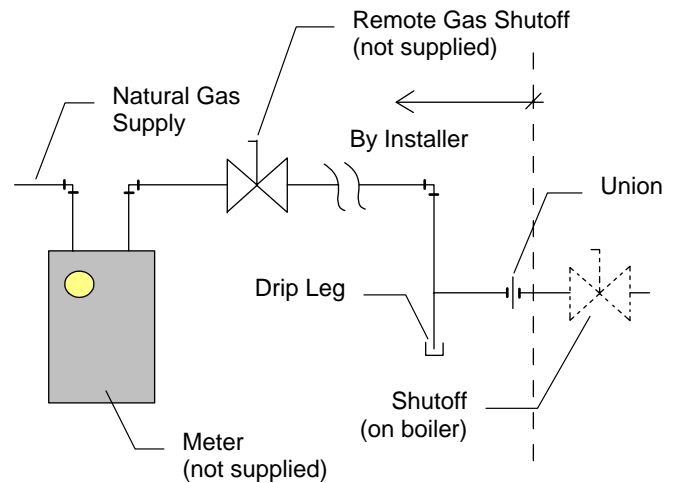 Remote Gas Shutoff
(not supplied)
Natural Gas
Supply
By Installer
Union
Drip Leg
Shutoff
(on boiler)
Meter
(not supplied)